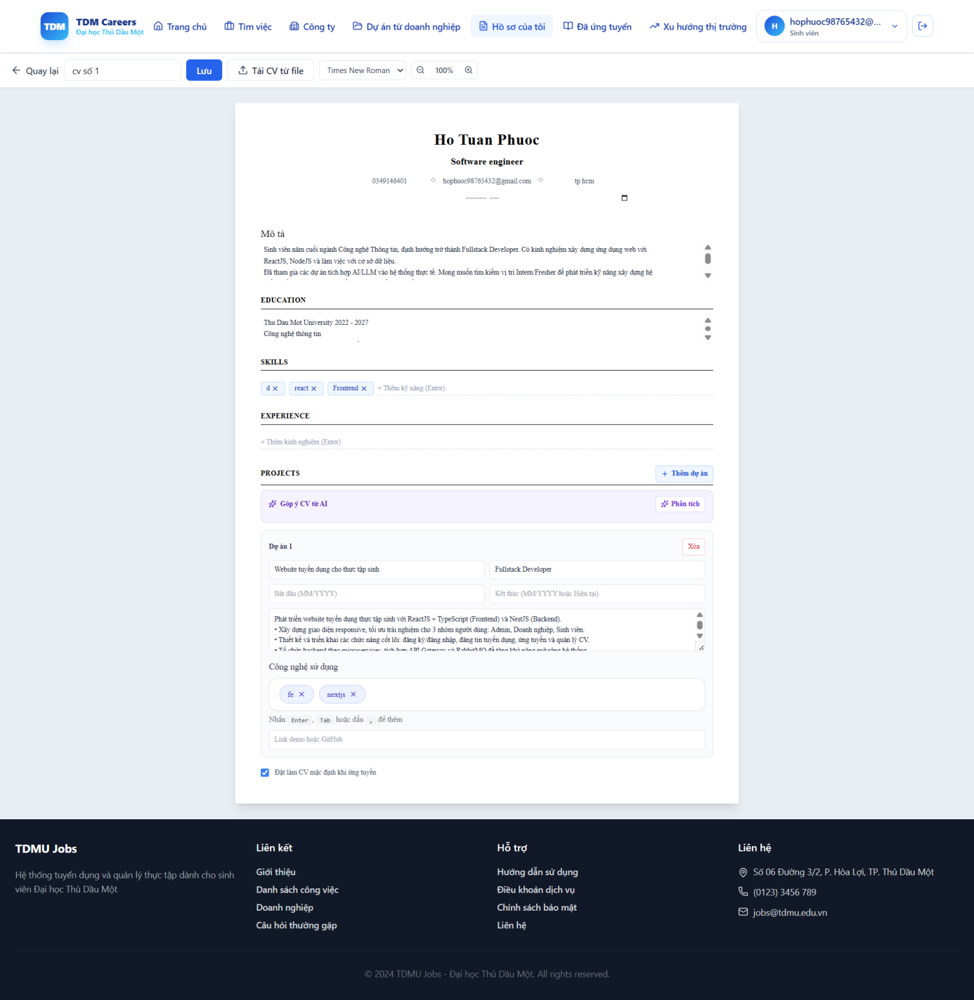 TDM
TDM Careers
Đại học Thủ Dầu Một
Trang chủ
Tìm việc
Công ty
Dự án từ doanh nghiệp
Hồ sơ của tôi
Đã ứng tuyển
Xu hướng thị trường
H
hophuoc98765432@...
Sinh viên
Quay lại
cv số 1
Lưu
Tải CV từ file
Times New Roman
100%
Ho Tuan Phuoc
Software engineer
0349146401
hophuoc98765432@gmail.com
tp hcm
--------- ----
Mô tả
Sinh viên năm cuối ngành Công nghệ Thông tin, định hướng trở thành Fullstack Developer. Có kinh nghiệm xây dựng ứng dụng web với
ReactJS, NodeJS và làm việc với cơ sở dữ liệu.
Đã tham gia các dự án tích hợp AI/LLM vào hệ thống thực tế. Mong muốn tìm kiếm vị trí Intern/Fresher để phát triển kỹ năng xây dựng hệ
EDUCATION
Thu Dau Mot University 2022 - 2027
Công nghệ thông tin
SKILLS
d
react
Frontend
+ Thêm kỹ năng (Enter)
EXPERIENCE
+ Thêm kinh nghiệm (Enter)
PROJECTS
+ Thêm dự án
Góp ý CV từ AI
Phân tích
Dự án 1
Xóa
Website tuyển dụng cho thực tập sinh
Fullstack Developer
Bắt đầu (MM/YYYY)
Kết thúc (MM/YYYY hoặc Hiện tại)
Phát triển website tuyển dụng thực tập sinh với ReactJS + TypeScript (Frontend) và NestJS (Backend).
• Xây dựng giao diện responsive, tối ưu trải nghiệm cho 3 nhóm người dùng: Admin, Doanh nghiệp, Sinh viên.
• Thiết kế và triển khai các chức năng cốt lõi: đăng ký/đăng nhập, đăng tin tuyển dụng, ứng tuyển và quản lý CV.
• Tổ chức backend theo microservices, tích hợp API Gateway và RabbitMQ để tăng khả năng mở rộng hệ thống.
Công nghệ sử dụng
fe
nextjs
Nhấn Enter, Tab hoặc dấu , để thêm
Link demo hoặc GitHub
Đặt làm CV mặc định khi ứng tuyển
TDMU Jobs
Hệ thống tuyển dụng và quản lý thực tập dành cho sinh
viên Đại học Thủ Dầu Một
Liên kết
Giới thiệu
Danh sách công việc
Doanh nghiệp
Câu hỏi thường gặp
Hỗ trợ
Hướng dẫn sử dụng
Điều khoản dịch vụ
Chính sách bảo mật
Liên hệ
Liên hệ
Số 06 Đường 3/2, P. Hòa Lợi, TP. Thủ Dầu Một
(0123) 3456 789
jobs@tdmu.edu.vn
© 2024 TDMU Jobs - Đại học Thủ Dầu Một. All rights reserved.